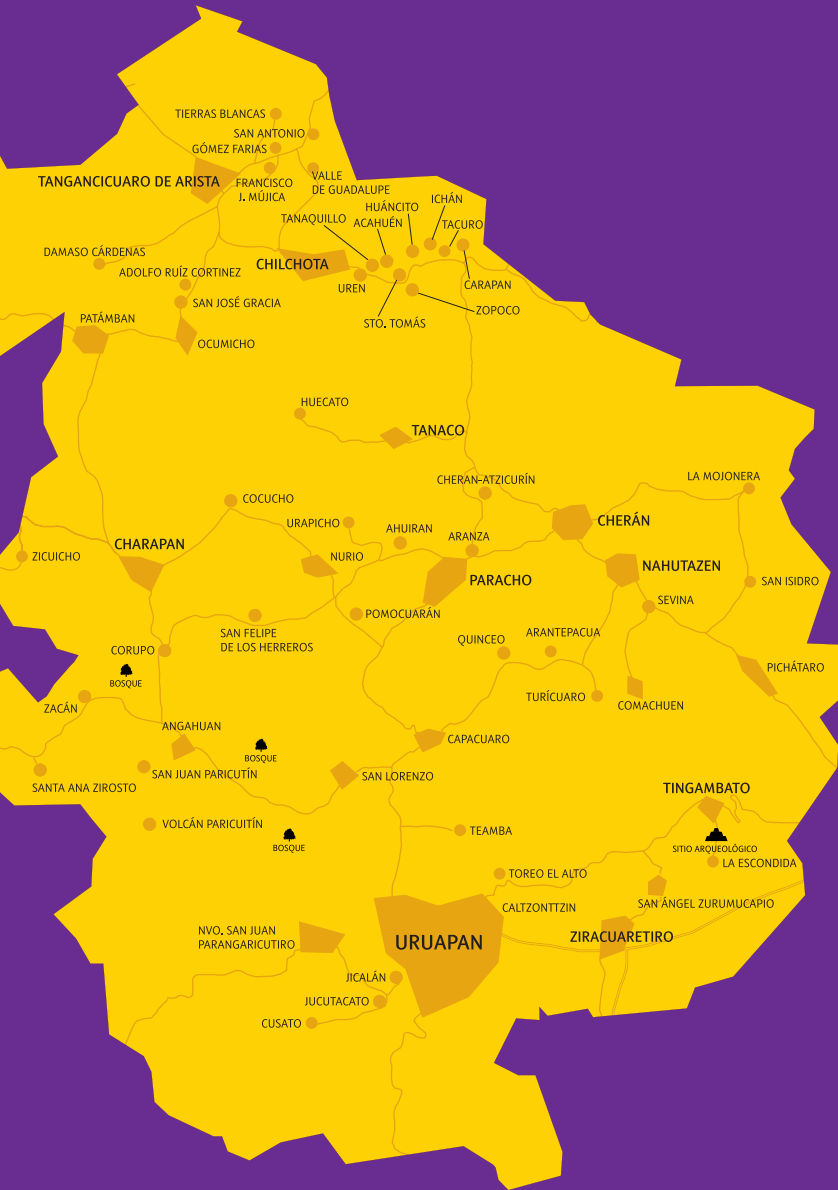 TIERRAS BLANCAS
SAN ANTONIO
GÓMEZ FARIAS
TANGANCICUARO DE ARISTA
FRANCISCO
J. MÚJICA
VALLE
DE GUADALUPE
ICHÁN
HUÁNCITO
TANAQUILLO
ACAHUÉN
TACURO
DAMASO CÁRDENAS
CHILCHOTA
ADOLFO RUÍZ CORTINEZ
UREN
CARAPAN
SAN JOSÉ GRACIA
ZOPOCO
PATÁMBAN
STO. TOMÁS
OCUMICHO
HUECATO
TANACO
CHERAN-ATZICURÍN
LA MOJONERA
COCUCHO
URAPICHO
AHUIRAN
ARANZA
CHERÁN
CHARAPAN
ZICUICHO
NURIO
NAHUTAZEN
PARACHO
SAN ISIDRO
SEVINA
POMOCUARÁN
SAN FELIPE
DE LOS HERREROS
QUINCEO
ARANTEPACUA
CORUPO
PICHÁTARO
BOSQUE
TURÍCUARO
COMACHUEN
ZACÁN
ANGAHUAN
CAPACUARO
BOSQUE
SAN JUAN PARICUTÍN
SAN LORENZO
SANTA ANA ZIROSTO
TINGAMBATO
VOLCÁN PARICUITÍN
TEAMBA
BOSQUE
SITIO ARQUEOLÓGICO
LA ESCONDIDA
TOREO EL ALTO
CALTZONTTZIN
SAN ÁNGEL ZURUMUCAPIO
NVO. SAN JUAN
PARANGARICUTIRO
URUAPAN
ZIRACUARETIRO
JICALÁN
JUCUTACATO
CUSATO